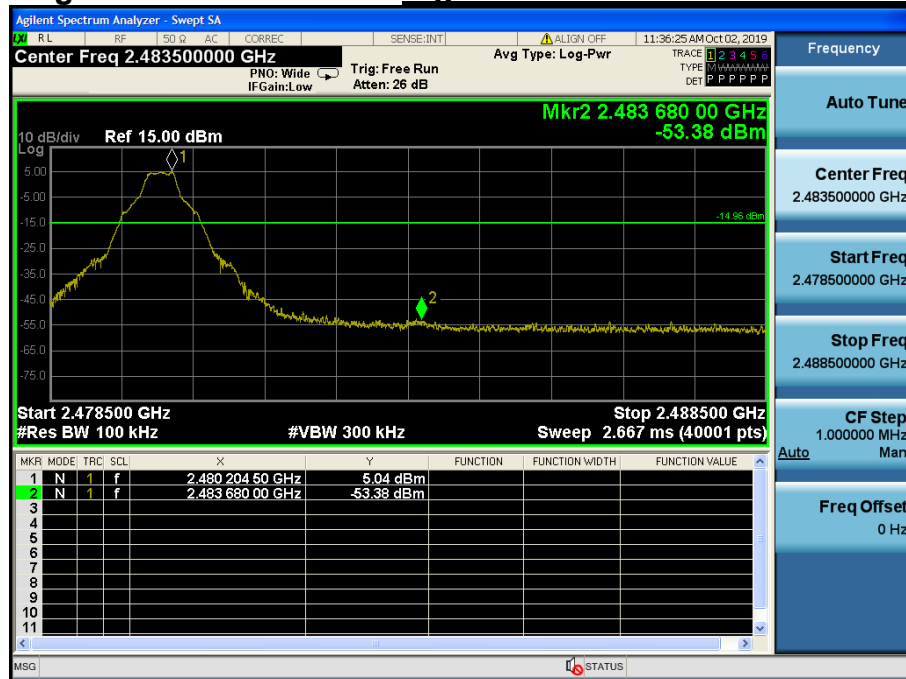 Agilent Spectrum Analyzer - Swept SA
LXI RL RF 50 Ω AC CORREC SENSE:INT ALIGN OFF 11:36:25 AM Oct 02, 2019
Center Freq 2.483500000 GHz
PNO: Wide
IFGain:Low
Trig: Free Run
Atten: 26 dB
Avg Type: Log-Pwr
TRACE 1 2 3 4 5 6
TYPE M W W W W W
DET P P P P P P
Mkr2 2.483 680 00 GHz
-53.38 dBm
10 dB/div Ref 15.00 dBm
Log
1
5.00
-5.00
-15.0
-14.96 dBm
-25.0
-35.0
-45.0
2
-55.0
-65.0
-75.0
Start 2.478500 GHz Stop 2.488500 GHz
#Res BW 100 kHz #VBW 300 kHz Sweep 2.667 ms (40001 pts)
MKR MODE TRC SCL X Y FUNCTION FUNCTION WIDTH FUNCTION VALUE
1 N 1 f 2.480 204 50 GHz 5.04 dBm
2 N 1 f 2.483 680 00 GHz -53.38 dBm
3
4
5
6
7
8
9
10
11
MSG STATUS
Frequency
Auto Tune
Center Freq
2.483500000 GHz
Start Freq
2.478500000 GHz
Stop Freq
2.488500000 GHz
CF Step
1.000000 MHz
Auto Man
Freq Offset
0 Hz